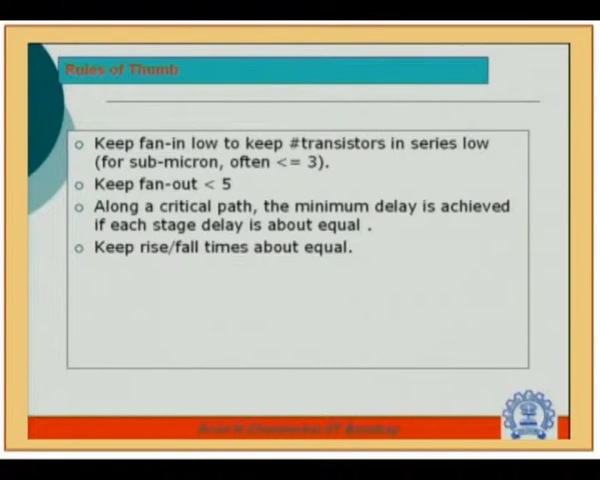 Rules of Thumb
Keep fan-in low to keep #transistors in series low
(for sub-micron, often <= 3).
Keep fan-out < 5
Along a critical path, the minimum delay is achieved
if each stage delay is about equal .
Keep rise/fall times about equal.
IIT Bombay